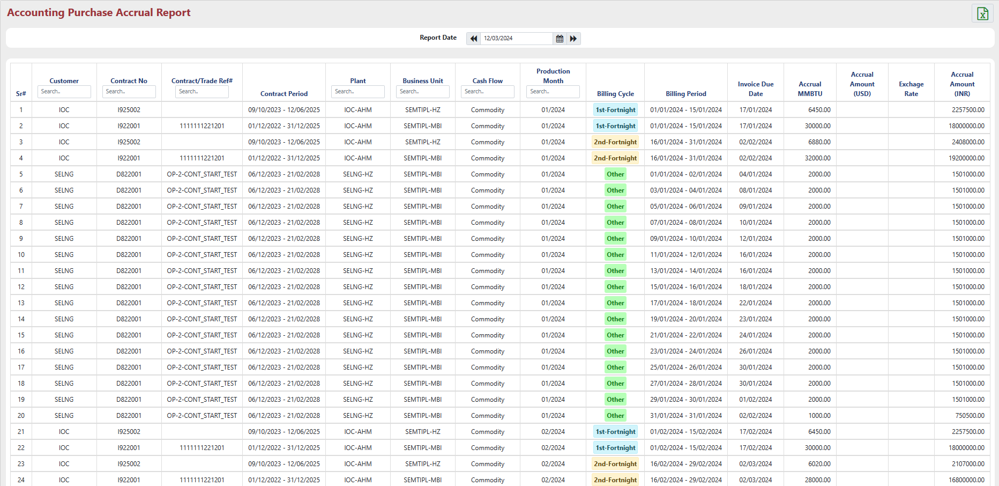 Accounting Purchase Accrual Report
Report Date 12/03/2024
Sr# Customer Contract No Contract/Trade Ref# Contract Period Plant Business Unit Cash Flow Production Month Billing Cycle Billing Period Invoice Due Date Accrual MMBTU Accrual Amount (USD) Exchage Rate Accrual Amount (INR)
Search.. Search.. Search.. Search.. Search.. Search.. Search..
1 IOC I925002 09/10/2023 - 12/06/2025 IOC-AHM SEMTIPL-HZ Commodity 01/2024 1st-Fortnight 01/01/2024 - 15/01/2024 17/01/2024 6450.00 2257500.00
2 IOC I922001 1111111221201 01/12/2022 - 31/12/2025 IOC-AHM SEMTIPL-MBI Commodity 01/2024 1st-Fortnight 01/01/2024 - 15/01/2024 17/01/2024 30000.00 18000000.00
3 IOC I925002 09/10/2023 - 12/06/2025 IOC-AHM SEMTIPL-HZ Commodity 01/2024 2nd-Fortnight 16/01/2024 - 31/01/2024 02/02/2024 6880.00 2408000.00
4 IOC I922001 1111111221201 01/12/2022 - 31/12/2025 IOC-AHM SEMTIPL-MBI Commodity 01/2024 2nd-Fortnight 16/01/2024 - 31/01/2024 02/02/2024 32000.00 19200000.00
5 SELNG D822001 OP-2-CONT_START_TEST 06/12/2023 - 21/02/2028 SELNG-HZ SEMTIPL-MBI Commodity 01/2024 Other 01/01/2024 - 02/01/2024 04/01/2024 2000.00 1501000.00
6 SELNG D822001 OP-2-CONT_START_TEST 06/12/2023 - 21/02/2028 SELNG-HZ SEMTIPL-MBI Commodity 01/2024 Other 03/01/2024 - 04/01/2024 08/01/2024 2000.00 1501000.00
7 SELNG D822001 OP-2-CONT_START_TEST 06/12/2023 - 21/02/2028 SELNG-HZ SEMTIPL-MBI Commodity 01/2024 Other 05/01/2024 - 06/01/2024 09/01/2024 2000.00 1501000.00
8 SELNG D822001 OP-2-CONT_START_TEST 06/12/2023 - 21/02/2028 SELNG-HZ SEMTIPL-MBI Commodity 01/2024 Other 07/01/2024 - 08/01/2024 10/01/2024 2000.00 1501000.00
9 SELNG D822001 OP-2-CONT_START_TEST 06/12/2023 - 21/02/2028 SELNG-HZ SEMTIPL-MBI Commodity 01/2024 Other 09/01/2024 - 10/01/2024 12/01/2024 2000.00 1501000.00
10 SELNG D822001 OP-2-CONT_START_TEST 06/12/2023 - 21/02/2028 SELNG-HZ SEMTIPL-MBI Commodity 01/2024 Other 11/01/2024 - 12/01/2024 16/01/2024 2000.00 1501000.00
11 SELNG D822001 OP-2-CONT_START_TEST 06/12/2023 - 21/02/2028 SELNG-HZ SEMTIPL-MBI Commodity 01/2024 Other 13/01/2024 - 14/01/2024 16/01/2024 2000.00 1501000.00
12 SELNG D822001 OP-2-CONT_START_TEST 06/12/2023 - 21/02/2028 SELNG-HZ SEMTIPL-MBI Commodity 01/2024 Other 15/01/2024 - 16/01/2024 18/01/2024 2000.00 1501000.00
13 SELNG D822001 OP-2-CONT_START_TEST 06/12/2023 - 21/02/2028 SELNG-HZ SEMTIPL-MBI Commodity 01/2024 Other 17/01/2024 - 18/01/2024 22/01/2024 2000.00 1501000.00
14 SELNG D822001 OP-2-CONT_START_TEST 06/12/2023 - 21/02/2028 SELNG-HZ SEMTIPL-MBI Commodity 01/2024 Other 19/01/2024 - 20/01/2024 23/01/2024 2000.00 1501000.00
15 SELNG D822001 OP-2-CONT_START_TEST 06/12/2023 - 21/02/2028 SELNG-HZ SEMTIPL-MBI Commodity 01/2024 Other 21/01/2024 - 22/01/2024 24/01/2024 2000.00 1501000.00
16 SELNG D822001 OP-2-CONT_START_TEST 06/12/2023 - 21/02/2028 SELNG-HZ SEMTIPL-MBI Commodity 01/2024 Other 23/01/2024 - 24/01/2024 26/01/2024 2000.00 1501000.00
17 SELNG D822001 OP-2-CONT_START_TEST 06/12/2023 - 21/02/2028 SELNG-HZ SEMTIPL-MBI Commodity 01/2024 Other 25/01/2024 - 26/01/2024 30/01/2024 2000.00 1501000.00
18 SELNG D822001 OP-2-CONT_START_TEST 06/12/2023 - 21/02/2028 SELNG-HZ SEMTIPL-MBI Commodity 01/2024 Other 27/01/2024 - 28/01/2024 30/01/2024 2000.00 1501000.00
19 SELNG D822001 OP-2-CONT_START_TEST 06/12/2023 - 21/02/2028 SELNG-HZ SEMTIPL-MBI Commodity 01/2024 Other 29/01/2024 - 30/01/2024 01/02/2024 2000.00 1501000.00
20 SELNG D822001 OP-2-CONT_START_TEST 06/12/2023 - 21/02/2028 SELNG-HZ SEMTIPL-MBI Commodity 01/2024 Other 31/01/2024 - 31/01/2024 02/02/2024 1000.00 750500.00
21 IOC I925002 09/10/2023 - 12/06/2025 IOC-AHM SEMTIPL-HZ Commodity 02/2024 1st-Fortnight 01/02/2024 - 15/02/2024 17/02/2024 6450.00 2257500.00
22 IOC I922001 1111111221201 01/12/2022 - 31/12/2025 IOC-AHM SEMTIPL-MBI Commodity 02/2024 1st-Fortnight 01/02/2024 - 15/02/2024 17/02/2024 30000.00 18000000.00
23 IOC I925002 09/10/2023 - 12/06/2025 IOC-AHM SEMTIPL-HZ Commodity 02/2024 2nd-Fortnight 16/02/2024 - 29/02/2024 02/03/2024 6020.00 2107000.00
24 IOC I922001 1111111221201 01/12/2022 - 31/12/2025 IOC-AHM SEMTIPL-MBI Commodity 02/2024 2nd-Fortnight 16/02/2024 - 29/02/2024 02/03/2024 28000.00 16800000.00